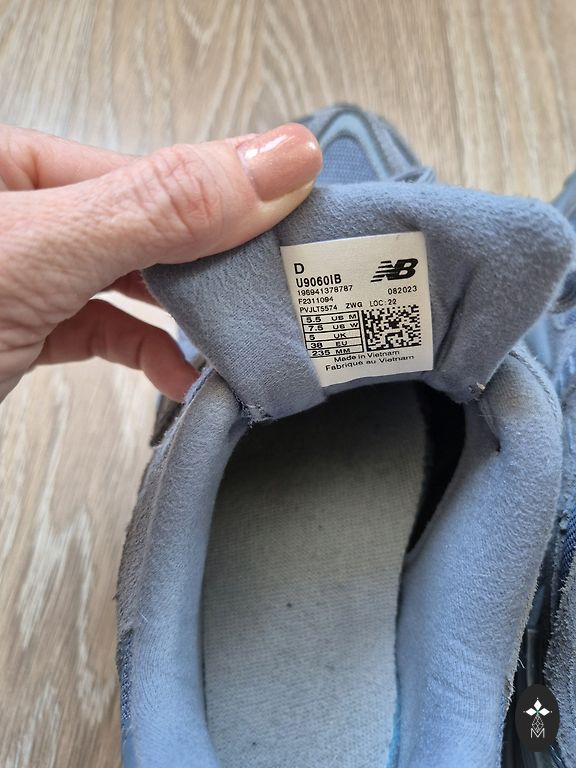 D
NB
U9060IB
196941378787 082023
F2311094
PVJLT5574 ZWG LOC:22
5.5 US M
7.5 US W
5 UK
38 EU
235 MM
Made in Vietnam
Fabriqué au Vietnam
M